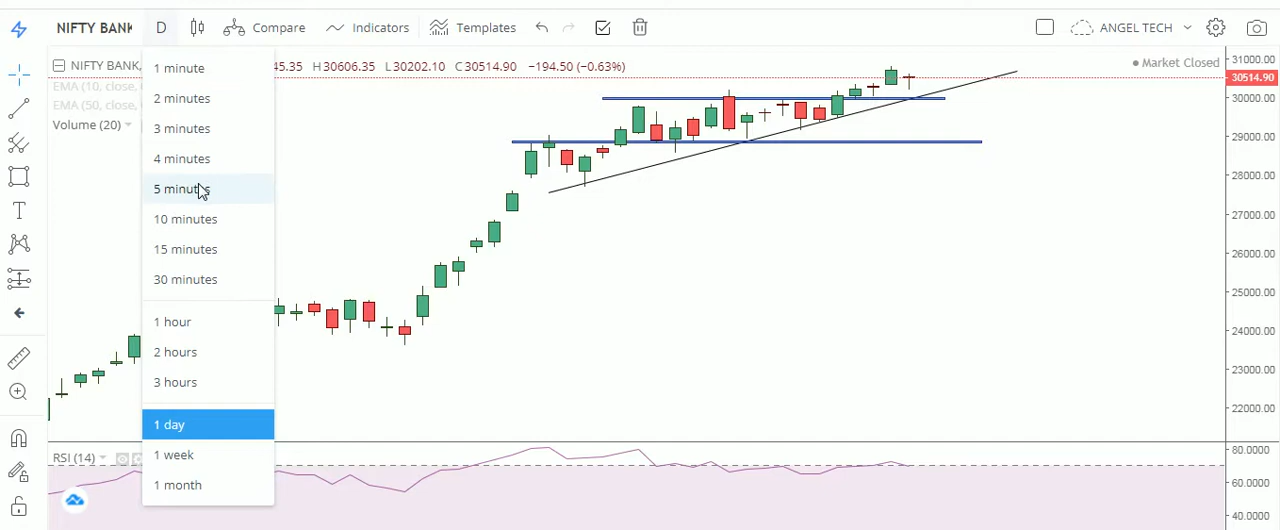 NIFTY BANK D Compare Indicators Templates ANGEL TECH
NIFTY BANK, 45.35 H30606.35 L30202.10 C30514.90 −194.50 (−0.63%)
Market Closed
EMA (10, close,
EMA (50, close,
Volume (20)
1 minute
2 minutes
3 minutes
4 minutes
5 minutes
10 minutes
15 minutes
30 minutes
1 hour
2 hours
3 hours
1 day
1 week
1 month
31000.00
30514.90
30000.00
29000.00
28000.00
27000.00
26000.00
25000.00
24000.00
23000.00
22000.00
RSI (14)
80.0000
60.0000
40.0000
T